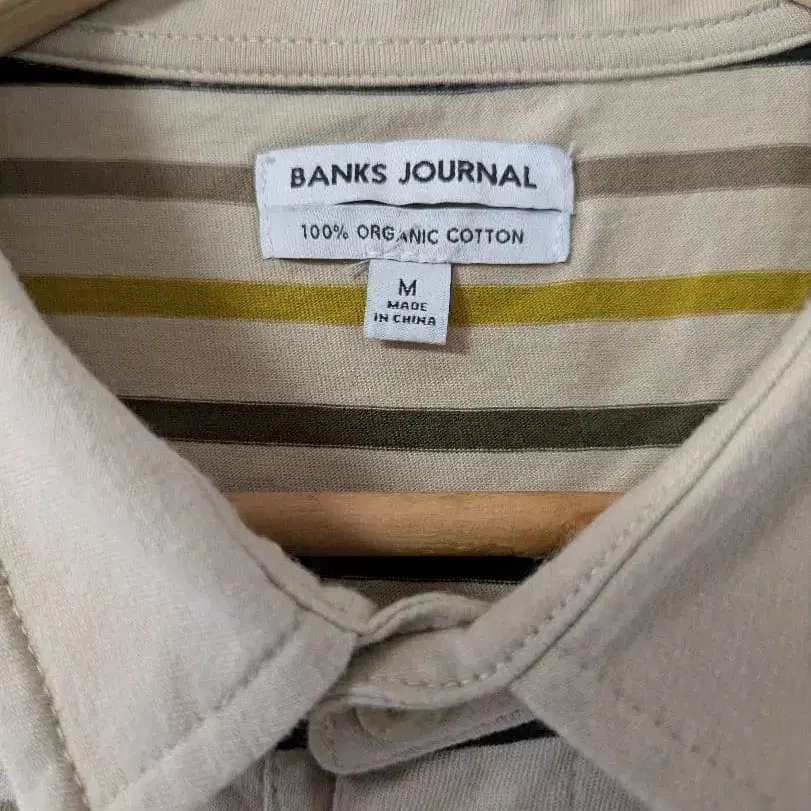 BANKS JOURNAL
100% ORGANIC COTTON
M
MADE
IN CHINA